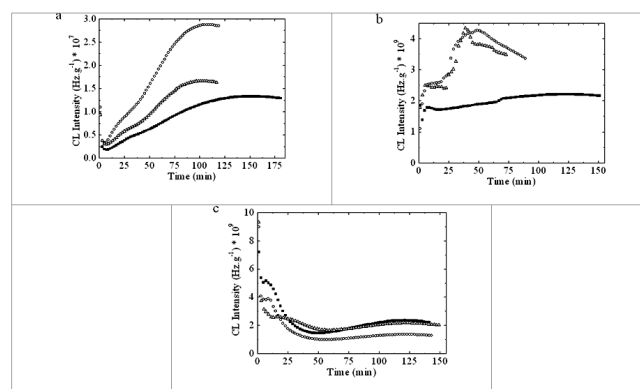 a
CL Intensity (Hz.g⁻¹) * 10⁷
3.0
2.5
2.0
1.5
1.0
0.5
0.0
0 25 50 75 100 125 150 175
Time (min)
b
CL Intensity (Hz.g⁻¹) * 10⁹
4
3
2
1
0
0 25 50 75 100 125 150
Time (min)
c
CL Intensity (Hz.g⁻¹) * 10⁹
10
8
6
4
2
0
0 25 50 75 100 125 150
Time (min)